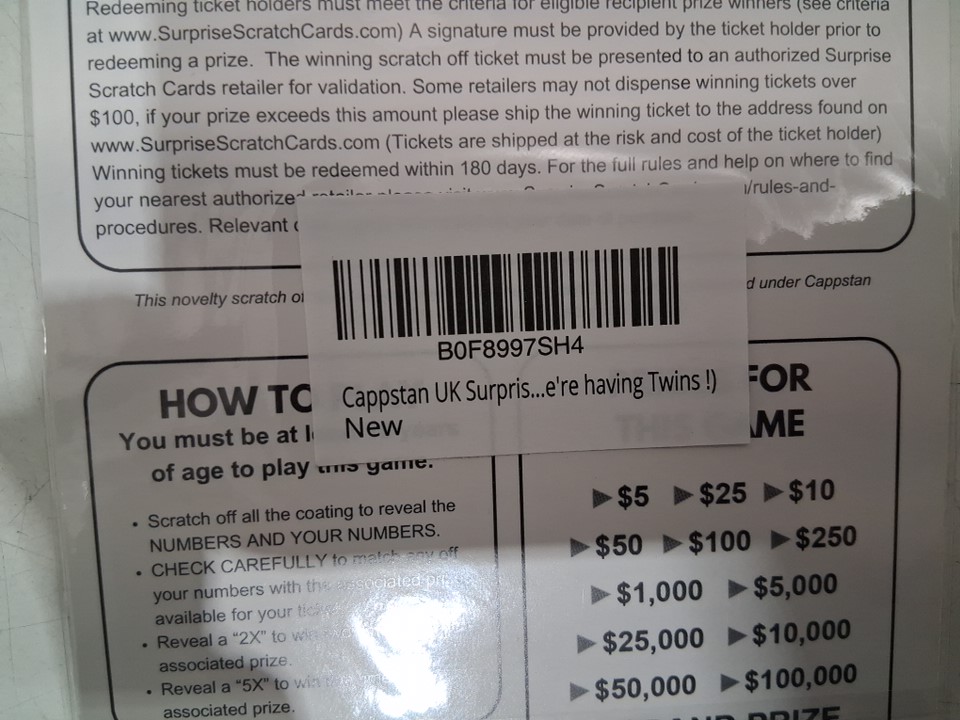 Redeeming ticket holders must meet the criteria for eligible recipient prize winners (see criteria
at www.SurpriseScratchCards.com) A signature must be provided by the ticket holder prior to
redeeming a prize. The winning scratch off ticket must be presented to an authorized Surprise
Scratch Cards retailer for validation. Some retailers may not dispense winning tickets over
$100, if your prize exceeds this amount please ship the winning ticket to the address found on
www.SurpriseScratchCards.com (Tickets are shipped at the risk and cost of the ticket holder)
Winning tickets must be redeemed within 180 days. For the full rules and help on where to find
your nearest authorized /rules-and-
procedures. Relevant
This novelty scratch d under Cappstan
B0F8997SH4
Cappstan UK Surpris...e're having Twins !)
New
HOW TO
You must be at
of age to play this game.
• Scratch off all the coating to reveal the
NUMBERS AND YOUR NUMBERS.
• CHECK CAREFULLY to match any off
your numbers with the associated
available for your
• Reveal a "2X" to win
associated prize.
• Reveal a "5X" to win
associated prize.
FOR
THIS GAME
$5 $25 $10
$50 $100 $250
$1,000 $5,000
$25,000 $10,000
$50,000 $100,000
PRIZE